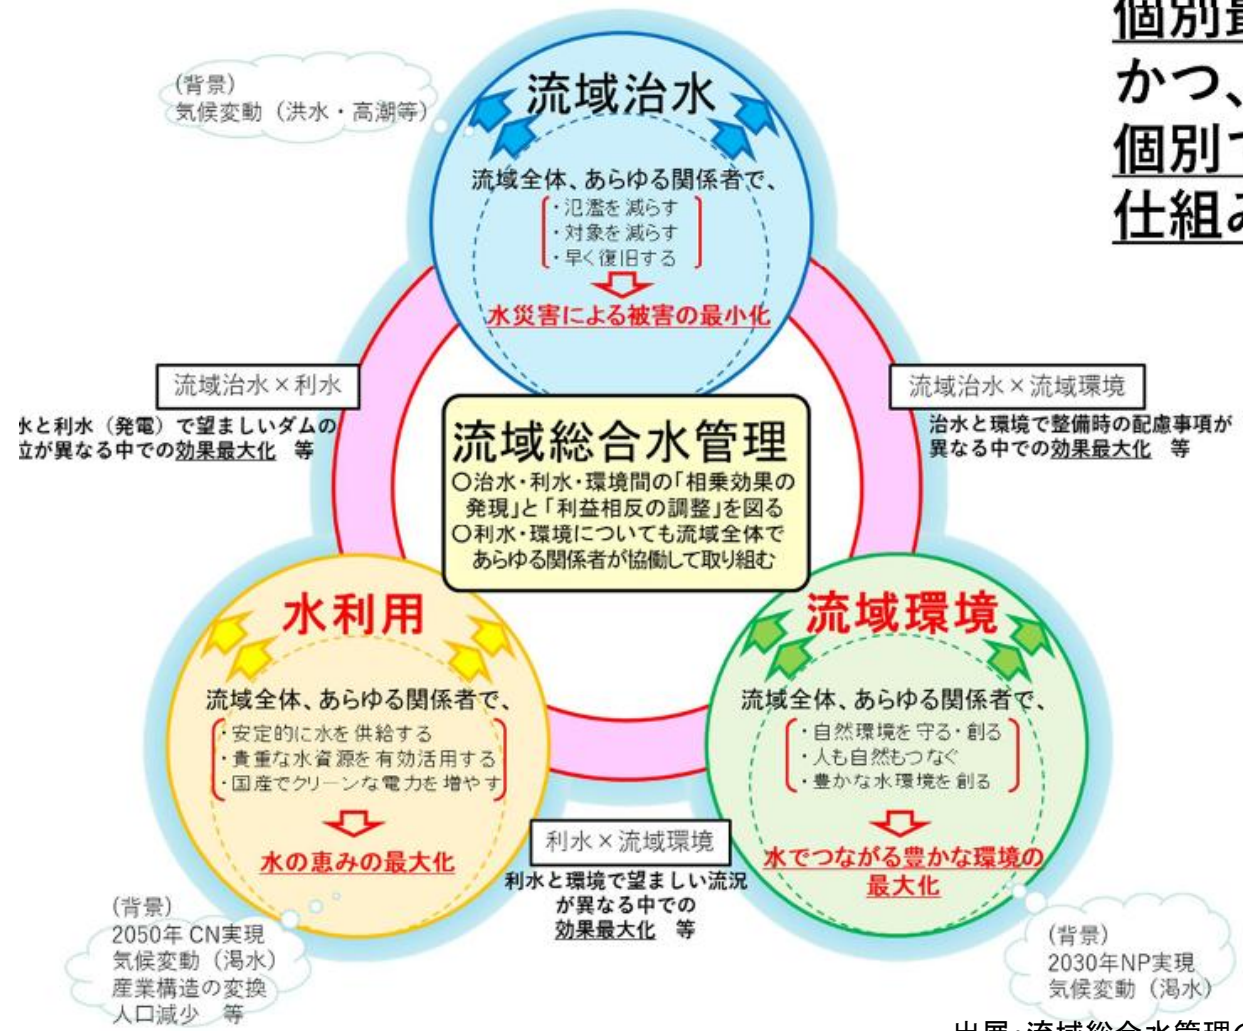 個別
かつ、
個別
仕組
(背景)
気候変動（洪水・高潮等）
流域治水
流域全体、あらゆる関係者で、
・氾濫を減らす
・対象を減らす
・早く復旧する
水災害による被害の最小化
流域治水×利水
水と利水（発電）で望ましいダムの
位が異なる中での効果最大化　等
流域治水×流域環境
治水と環境で整備時の配慮事項が
異なる中での効果最大化　等
流域総合水管理
〇治水・利水・環境間の「相乗効果の
発現」と「利益相反の調整」を図る
〇利水・環境についても流域全体で
あらゆる関係者が協働して取り組む
水利用
流域全体、あらゆる関係者で、
・安定的に水を供給する
・貴重な水資源を有効活用する
・国産でクリーンな電力を増やす
水の恵みの最大化
(背景)
2050年 CN実現
気候変動（渇水）
産業構造の変換
人口減少　等
流域環境
流域全体、あらゆる関係者で、
・自然環境を守る・創る
・人も自然もつなぐ
・豊かな水環境を創る
水でつながる豊かな環境の
最大化
利水×流域環境
利水と環境で望ましい流況
が異なる中での
効果最大化　等
(背景)
2030年NP実現
気候変動（渇水）
出展：流域総合水管理の